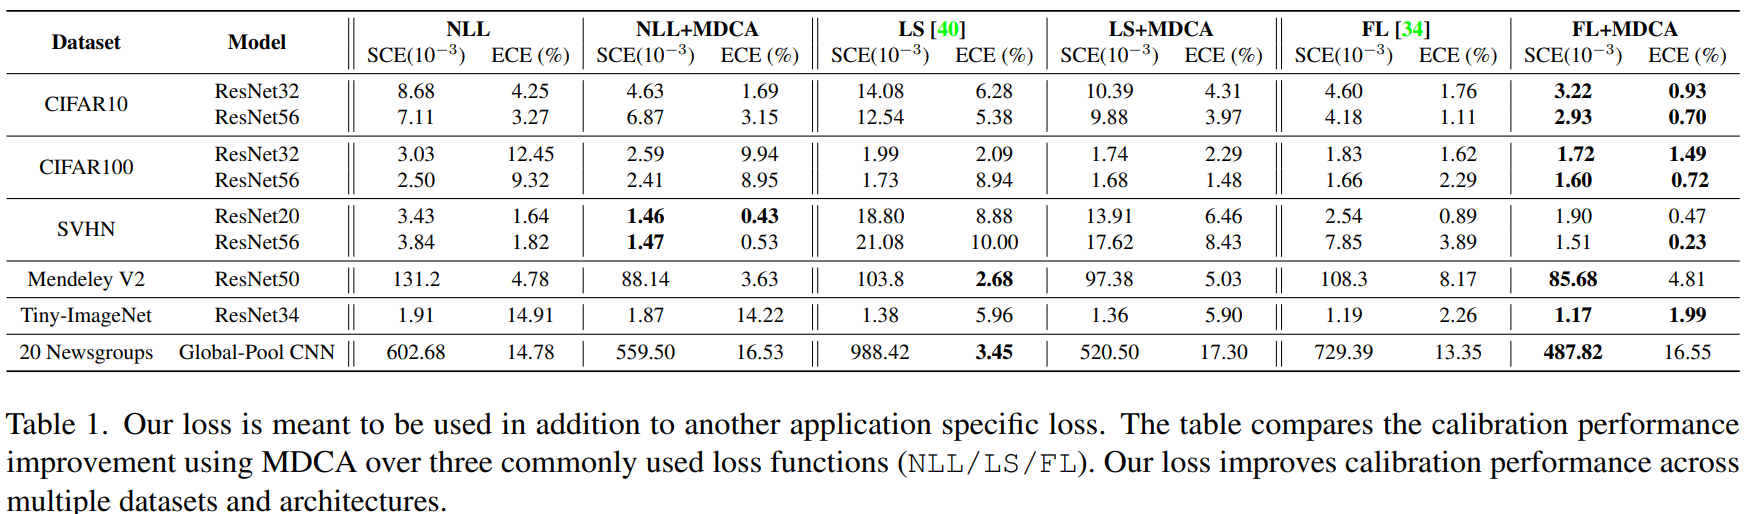 Dataset Model NLL NLL+MDCA LS [40] LS+MDCA FL [34] FL+MDCA
SCE(10⁻³) ECE (%) SCE(10⁻³) ECE (%) SCE(10⁻³) ECE (%) SCE(10⁻³) ECE (%) SCE(10⁻³) ECE (%) SCE(10⁻³) ECE (%)
CIFAR10 ResNet32 8.68 4.25 4.63 1.69 14.08 6.28 10.39 4.31 4.60 1.76 3.22 0.93
ResNet56 7.11 3.27 6.87 3.15 12.54 5.38 9.88 3.97 4.18 1.11 2.93 0.70
CIFAR100 ResNet32 3.03 12.45 2.59 9.94 1.99 2.09 1.74 2.29 1.83 1.62 1.72 1.49
ResNet56 2.50 9.32 2.41 8.95 1.73 8.94 1.68 1.48 1.66 2.29 1.60 0.72
SVHN ResNet20 3.43 1.64 1.46 0.43 18.80 8.88 13.91 6.46 2.54 0.89 1.90 0.47
ResNet56 3.84 1.82 1.47 0.53 21.08 10.00 17.62 8.43 7.85 3.89 1.51 0.23
Mendeley V2 ResNet50 131.2 4.78 88.14 3.63 103.8 2.68 97.38 5.03 108.3 8.17 85.68 4.81
Tiny-ImageNet ResNet34 1.91 14.91 1.87 14.22 1.38 5.96 1.36 5.90 1.19 2.26 1.17 1.99
20 Newsgroups Global-Pool CNN 602.68 14.78 559.50 16.53 988.42 3.45 520.50 17.30 729.39 13.35 487.82 16.55
Table 1. Our loss is meant to be used in addition to another application specific loss. The table compares the calibration performance
improvement using MDCA over three commonly used loss functions (NLL/LS/FL). Our loss improves calibration performance across
multiple datasets and architectures.